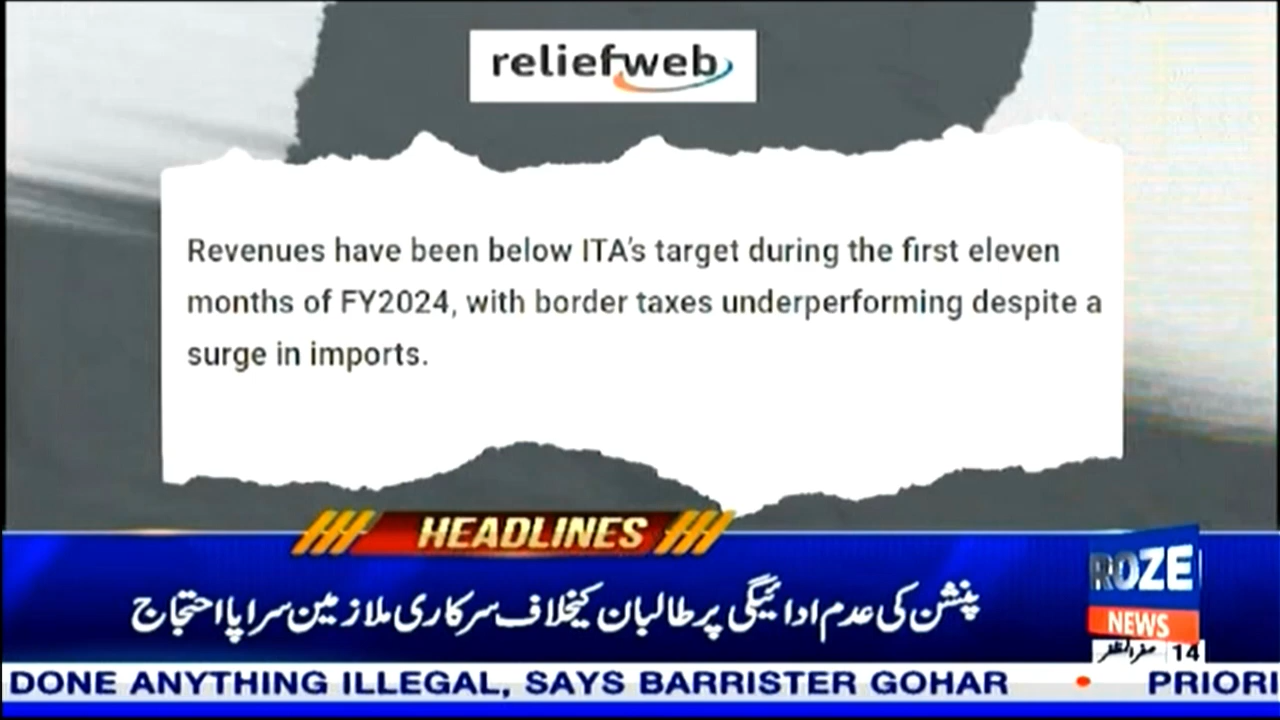 reliefweb
Revenues have been below ITA's target during the first eleven
months of FY2024, with border taxes underperforming despite a
surge in imports.
HEADLINES
پنشن کی عدم ادائیگی پر طالبان کیخلاف سرکاری ملازمین سراپا احتجاج
ROZE
NEWS
14 صفر المظفر
DONE ANYTHING ILLEGAL, SAYS BARRISTER GOHAR • PRIORI